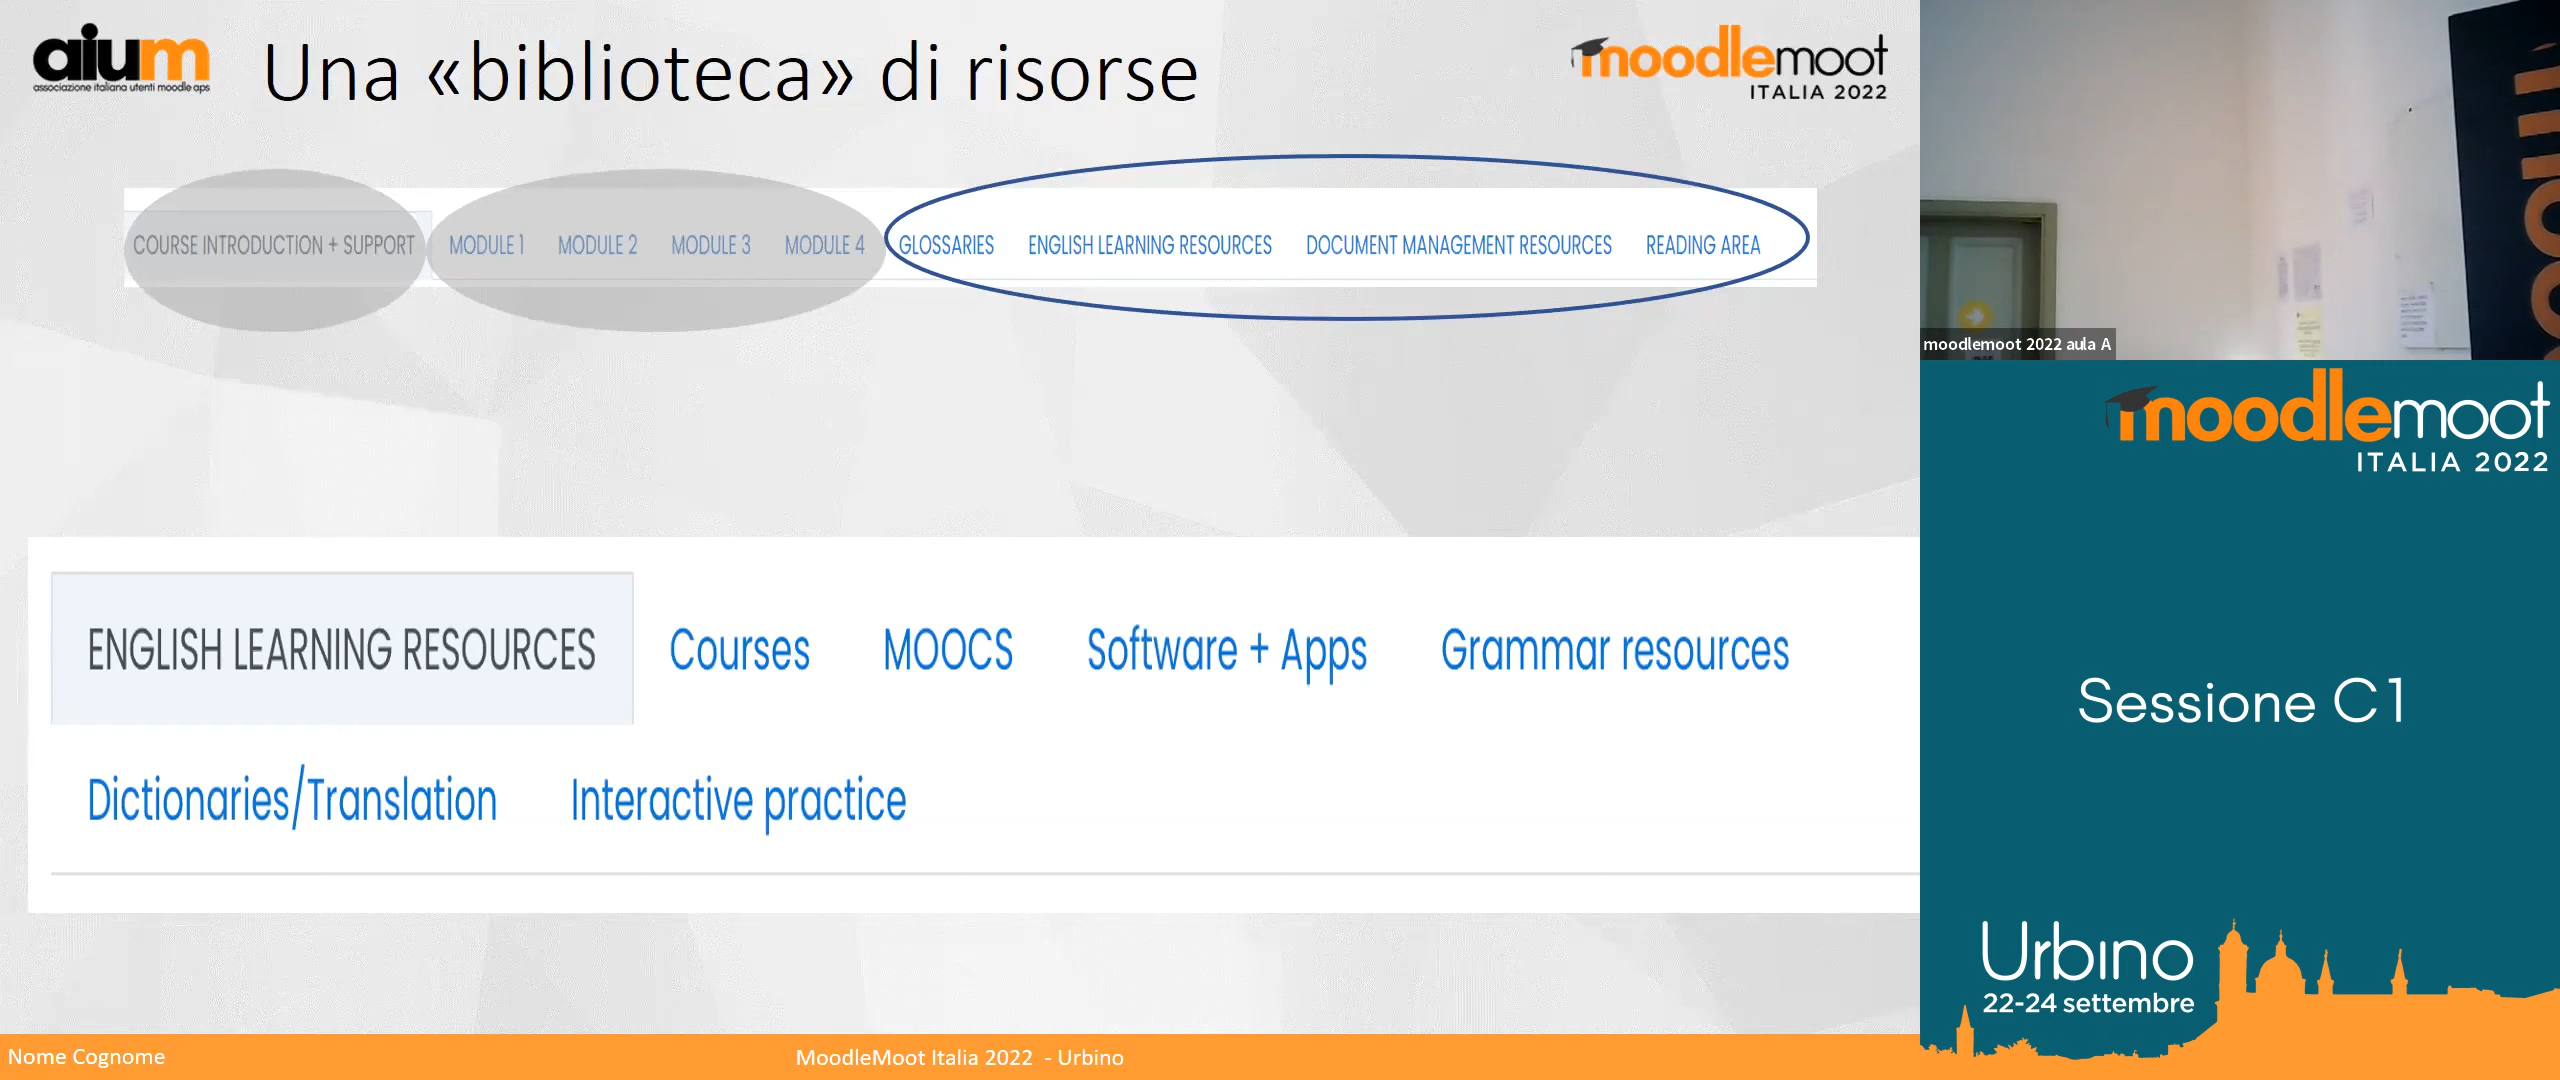 aium
associazione italiana utenti moodle aps
Una «biblioteca» di risorse
moodlemoot
ITALIA 2022
COURSE INTRODUCTION + SUPPORT MODULE 1 MODULE 2 MODULE 3 MODULE 4 GLOSSARIES ENGLISH LEARNING RESOURCES DOCUMENT MANAGEMENT RESOURCES READING AREA
ENGLISH LEARNING RESOURCES Courses MOOCS Software + Apps Grammar resources
Dictionaries/Translation Interactive practice
Nome Cognome MoodleMoot Italia 2022 - Urbino
moodlemoot 2022 aula A
moodlemoot
ITALIA 2022
Sessione C1
Urbino
22-24 settembre